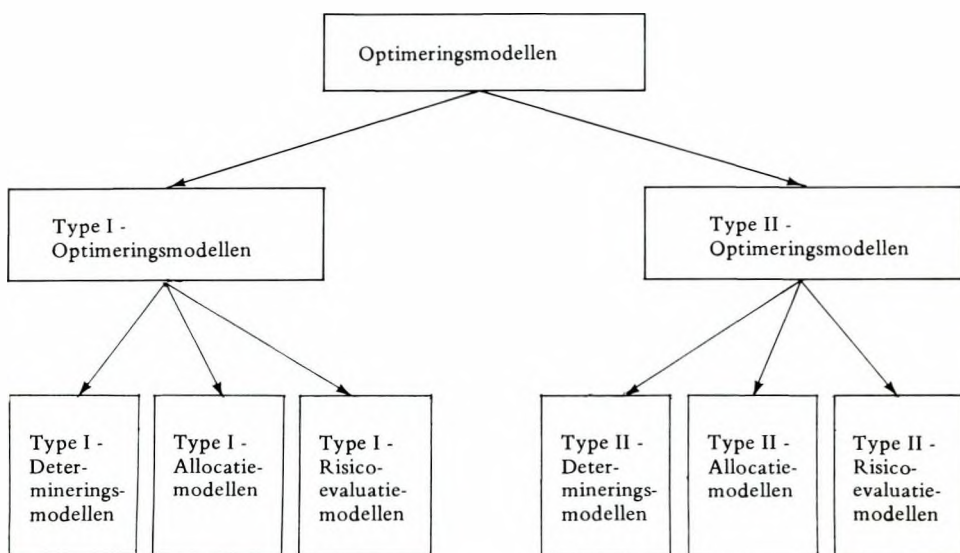 Optimeringsmodellen
Type I -
Optimeringsmodellen
Type II -
Optimeringsmodellen
Type I -
Deter-
minerings-
modellen
Type I -
Allocatie-
modellen
Type I -
Risico-
evaluatie-
modellen
Type II -
Deter-
minerings-
modellen
Type II -
Allocatie-
modellen
Type II -
Risico-
evaluatie-
modellen